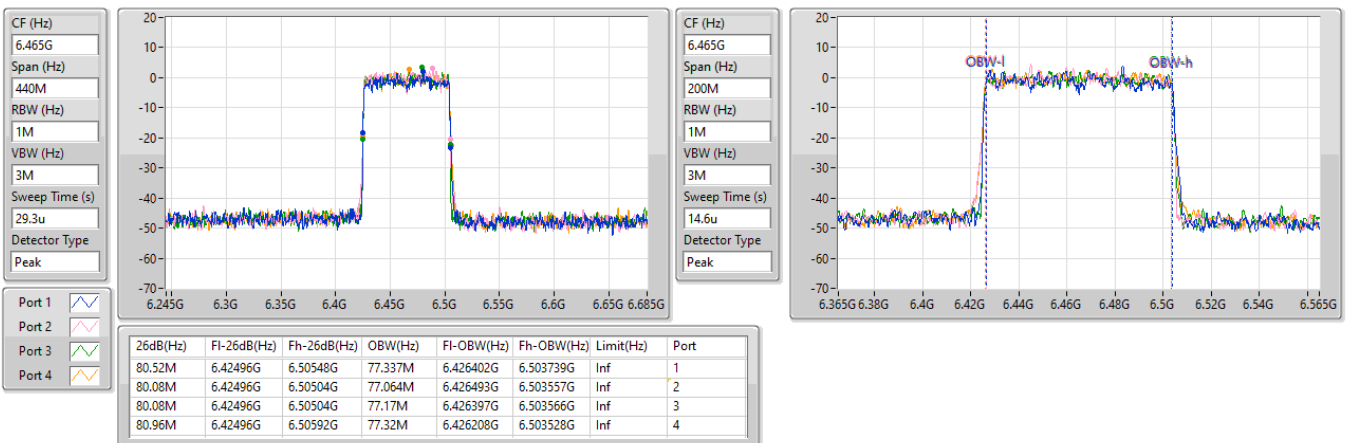 CF (Hz)
6.465G
Span (Hz)
440M
RBW (Hz)
1M
VBW (Hz)
3M
Sweep Time (s)
29.3u
Detector Type
Peak
20
10
0
-10
-20
-30
-40
-50
-60
-70
6.245G 6.3G 6.35G 6.4G 6.45G 6.5G 6.55G 6.6G 6.65G 6.685G
CF (Hz)
6.465G
Span (Hz)
200M
RBW (Hz)
1M
VBW (Hz)
3M
Sweep Time (s)
14.6u
Detector Type
Peak
20
10
0
-10
-20
-30
-40
-50
-60
-70
OBW-l OBW-h
6.365G 6.38G 6.4G 6.42G 6.44G 6.46G 6.48G 6.5G 6.52G 6.54G 6.565G
Port 1
Port 2
Port 3
Port 4
26dB(Hz) Fl-26dB(Hz) Fh-26dB(Hz) OBW(Hz) Fl-OBW(Hz) Fh-OBW(Hz) Limit(Hz) Port
80.52M 6.42496G 6.50548G 77.337M 6.426402G 6.503739G Inf 1
80.08M 6.42496G 6.50504G 77.064M 6.426493G 6.503557G Inf 2
80.08M 6.42496G 6.50504G 77.17M 6.426397G 6.503566G Inf 3
80.96M 6.42496G 6.50592G 77.32M 6.426208G 6.503528G Inf 4